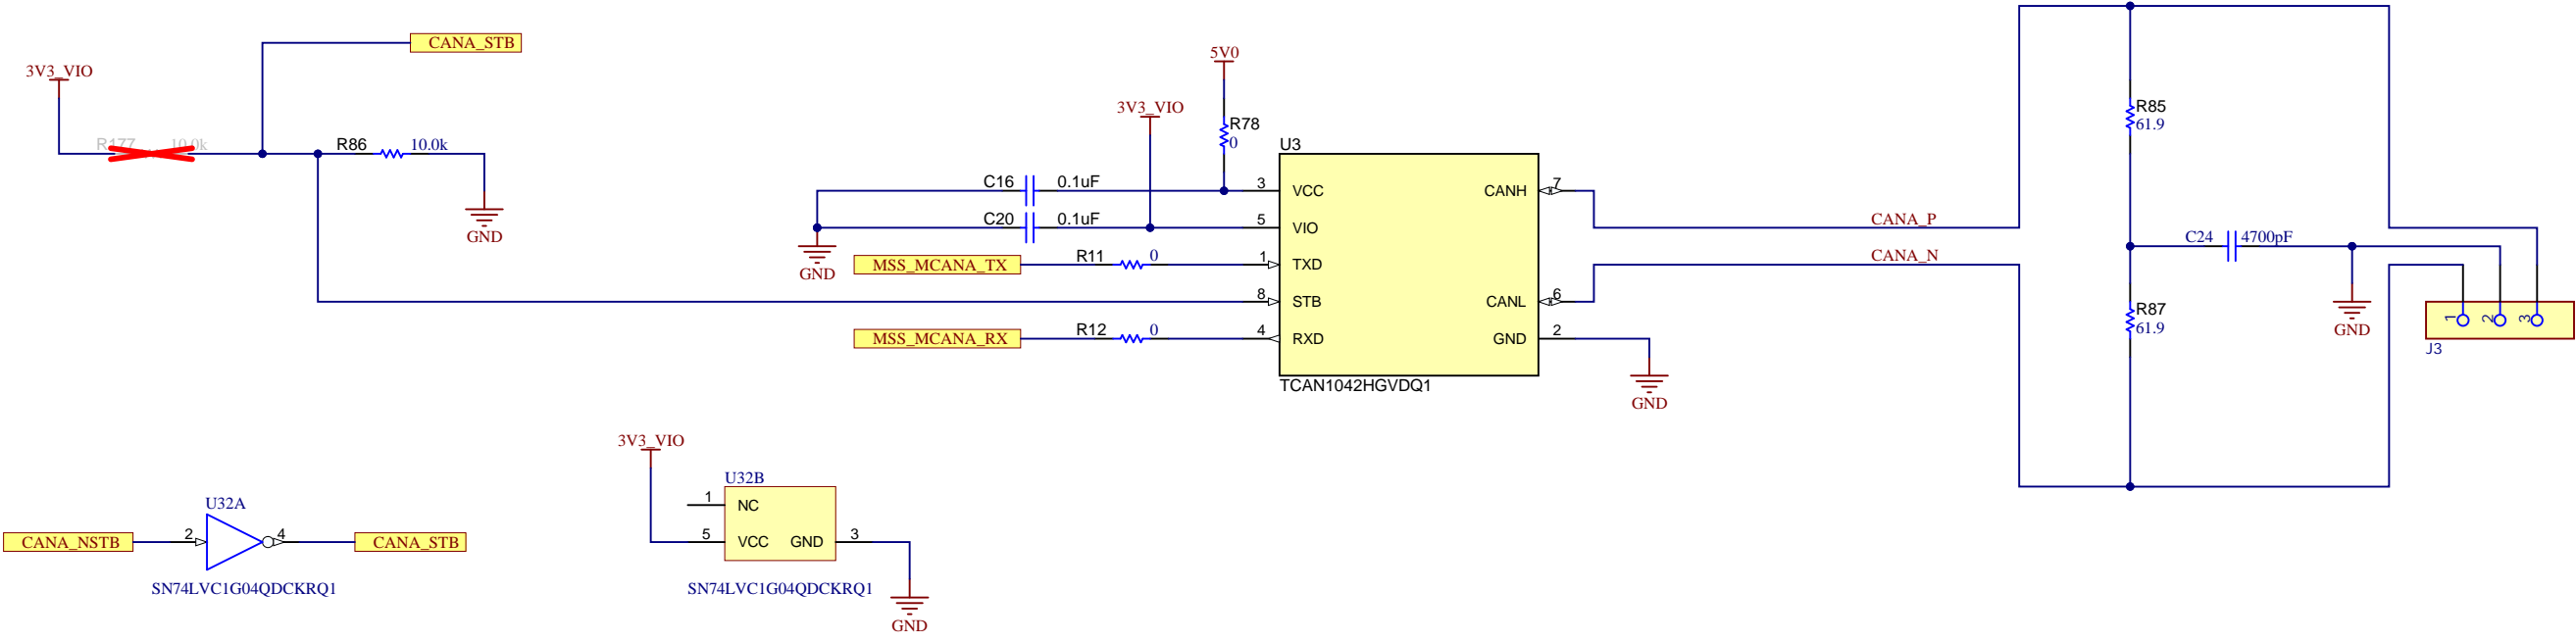 CANA_STB
3V3_VIO
R177 10.0k
R86 10.0k
GND
5V0
3V3_VIO
R78
0
U3
C16 0.1uF
3 VCC
CANH 7
C20 0.1uF
5 VIO
GND
MSS_MCANA_TX R11 0
1 TXD
8 STB
CANL 6
MSS_MCANA_RX R12 0
4 RXD
GND 2
TCAN1042HGVDQ1
GND
CANA_P
CANA_N
R85
61.9
C24 4700pF
R87
61.9
GND
1 2 3
J3
3V3_VIO
U32B
1 NC
5 VCC GND 3
SN74LVC1G04QDCKRQ1
GND
U32A
CANA_NSTB 2 4 CANA_STB
SN74LVC1G04QDCKRQ1